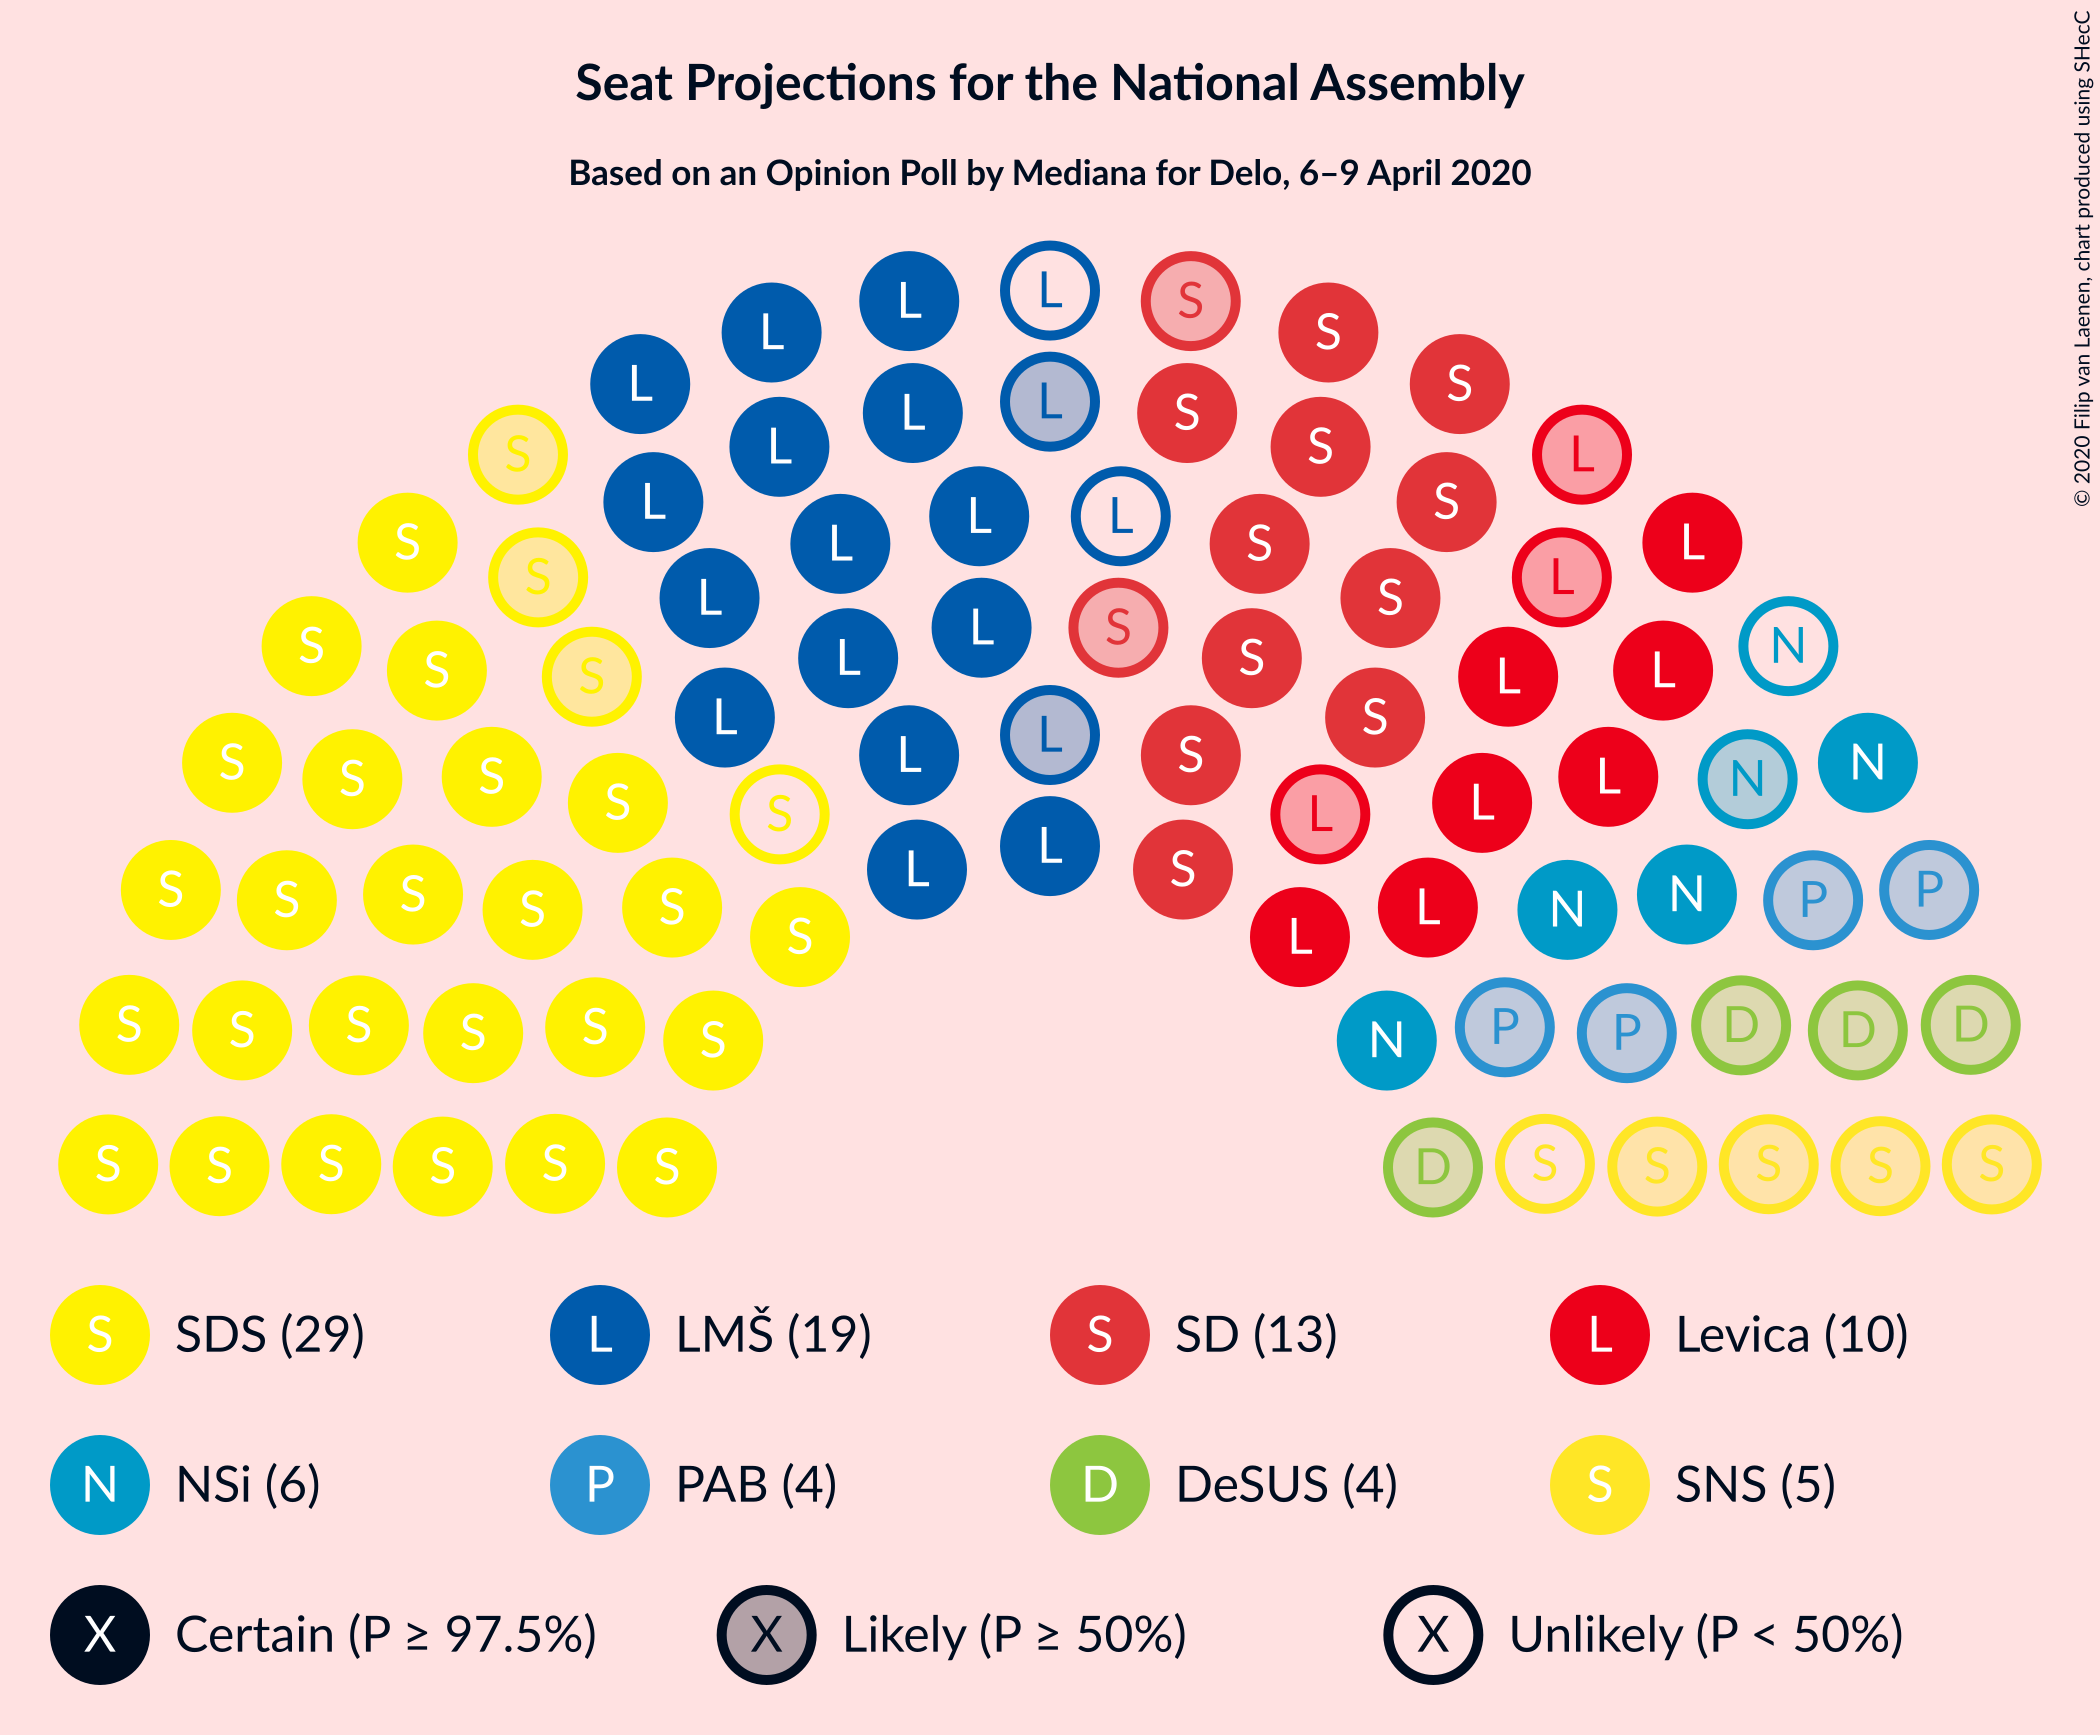 Seat Projections for the National Assembly
Based on an Opinion Poll by Mediana for Delo, 6–9 April 2020
© 2020 Filip van Laenen, chart produced using SHecC
L L L S S
L L L S S
S L L S L
S L L L L S S S L L
S S L L S S L
S S S L L S S L L N
S S S S L L S L L L N N
S S S S S S L L S L L N N P P
S S S S S S N P P D D D
S S S S S S D S S S S S
S SDS (29) L LMŠ (19) S SD (13) L Levica (10)
N NSi (6) P PAB (4) D DeSUS (4) S SNS (5)
X Certain (P ≥ 97.5%) X Likely (P ≥ 50%) X Unlikely (P < 50%)